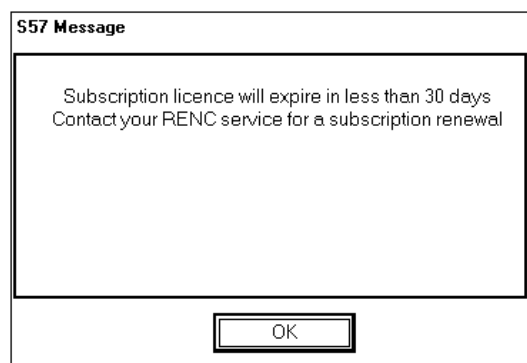 S57 Message
Subscription licence will expire in less than 30 days
Contact your RENC service for a subscription renewal
OK